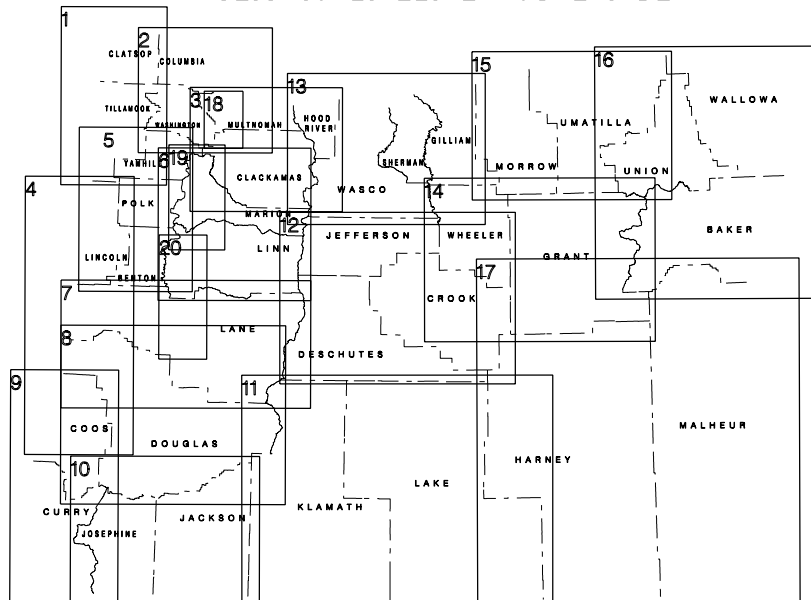 1
2
CLATSOP
COLUMBIA
15
16
3
18
13
WALLOWA
TILLAMOOK
WASHINGTON
MULTNOMAH
HOOD
RIVER
UMATILLA
GILLIAM
5
YAMHILL
6
19
SHERMAN
MORROW
UNION
4
CLACKAMAS
WASCO
14
POLK
MARION
12
LINN
JEFFERSON
WHEELER
BAKER
LINCOLN
20
GRANT
BENTON
17
7
CROOK
8
LANE
DESCHUTES
9
11
COOS
DOUGLAS
MALHEUR
10
HARNEY
LAKE
CURRY
JACKSON
KLAMATH
JOSEPHINE